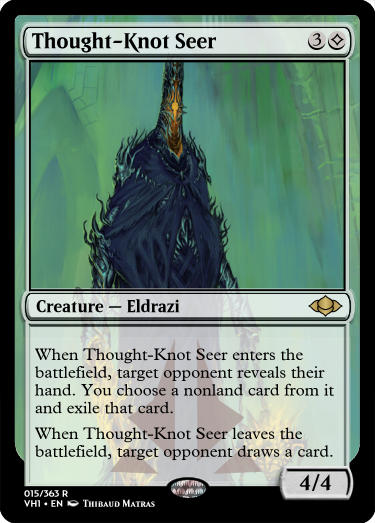 Thought-Knot Seer 3
Creature — Eldrazi
When Thought-Knot Seer enters the
battlefield, target opponent reveals their
hand. You choose a nonland card from it
and exile that card.
When Thought-Knot Seer leaves the
battlefield, target opponent draws a card.
4/4
015/363 R
VH1 • EN Thibaud Matras